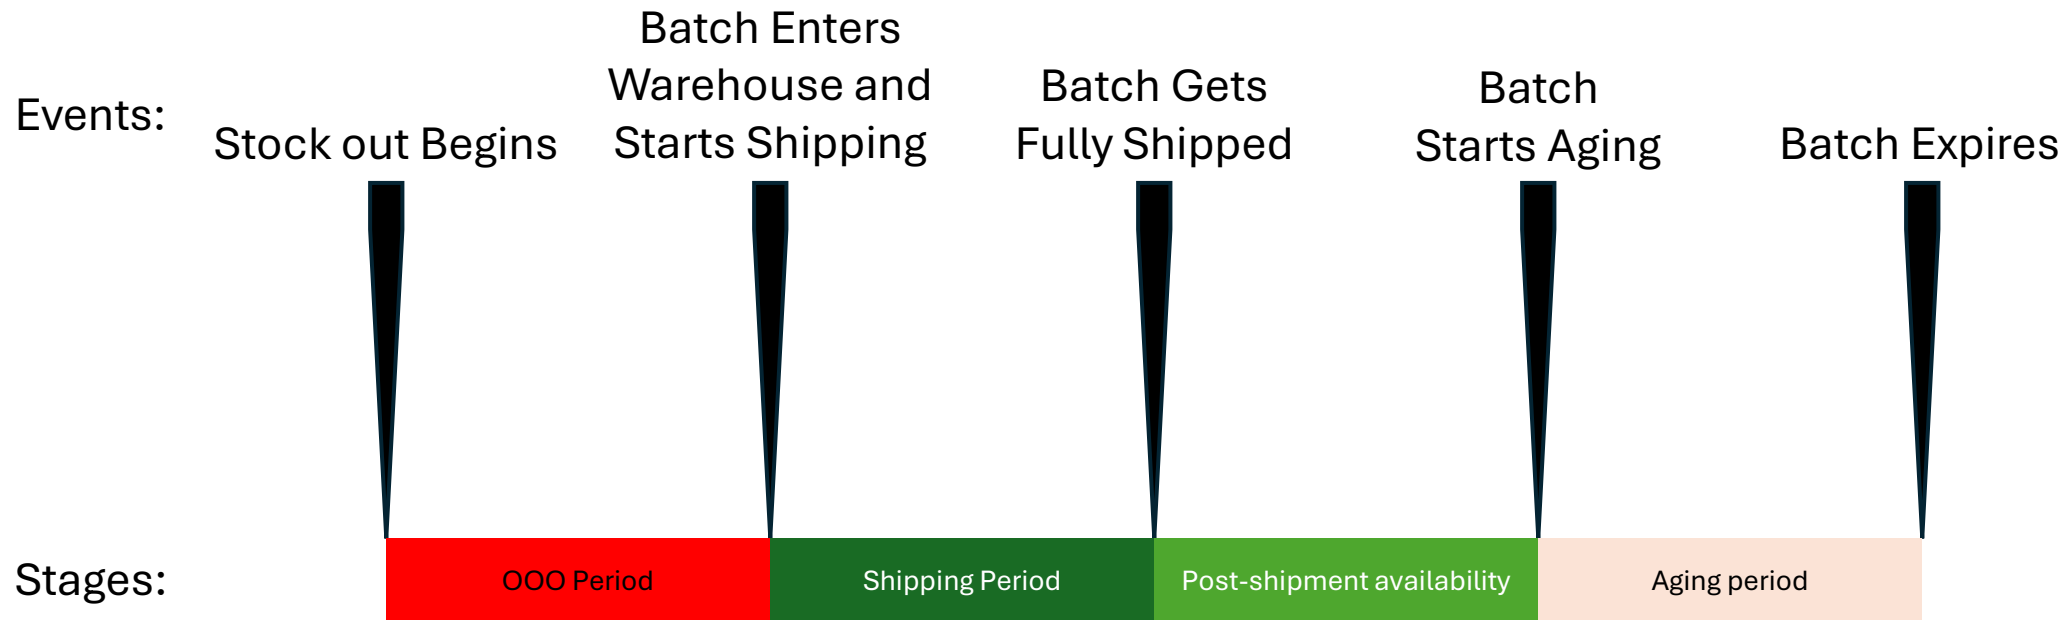 Events:
Stock out Begins
Batch Enters
Warehouse and
Starts Shipping
Batch Gets
Fully Shipped
Batch
Starts Aging
Batch Expires
Stages:
OOO Period
Shipping Period
Post-shipment availability
Aging period